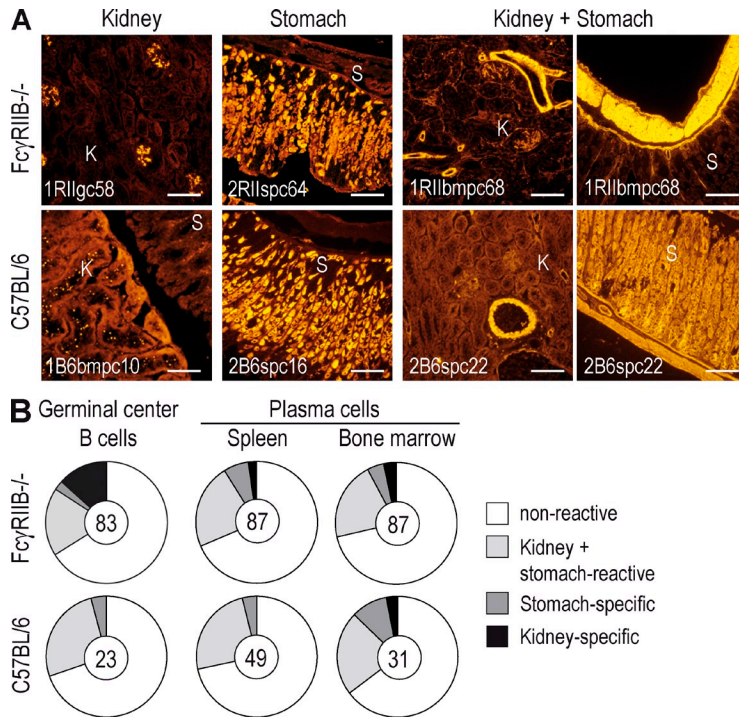 A
Kidney
Stomach
Kidney + Stomach
FcγRIIB-/-
K
1RIIgc58
S
2RIIspc64
K
1RIIbmpc68
S
1RIIbmpc68
C57BL/6
S
K
1B6bmpc10
S
2B6spc16
K
2B6spc22
S
2B6spc22
B
Germinal center
B cells
Plasma cells
Spleen
Bone marrow
FcγRIIB-/-
83
87
87
C57BL/6
23
49
31
non-reactive
Kidney +
stomach-reactive
Stomach-specific
Kidney-specific